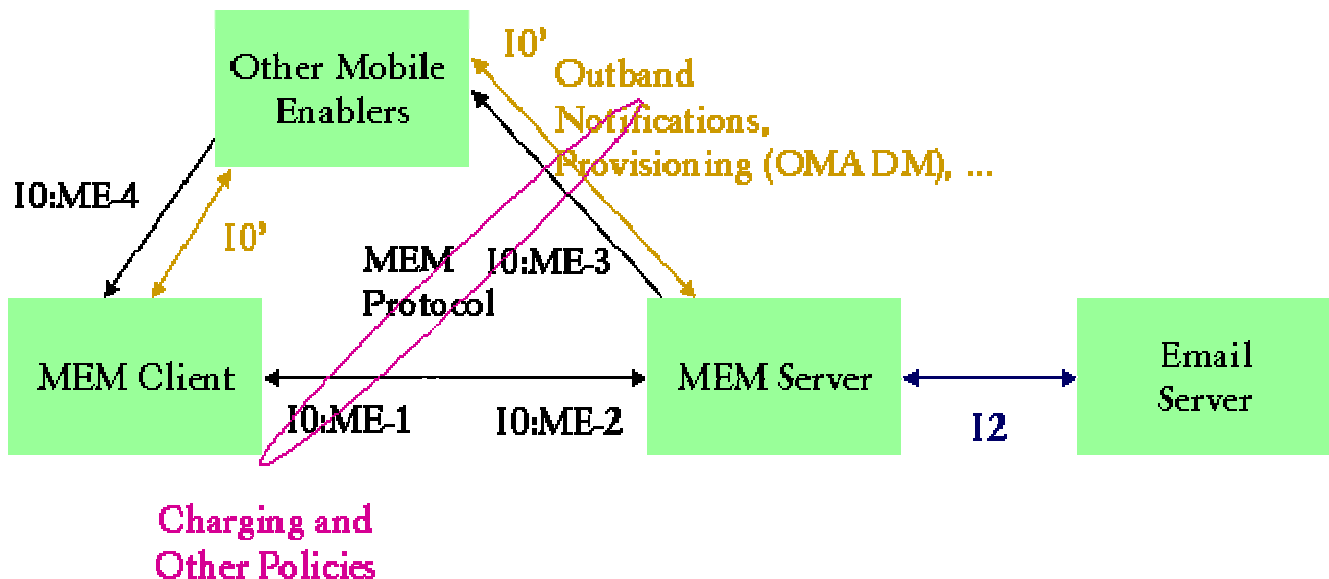 I0'
Other Mobile
Enablers
Outband
Notifications,
Provisioning (OMA DM), ...
I0:ME-4
I0'
MEM
Protocol
I0:ME-3
MEM Client
MEM Server
Email
Server
I0:ME-1
I0:ME-2
I2
Charging and
Other Policies